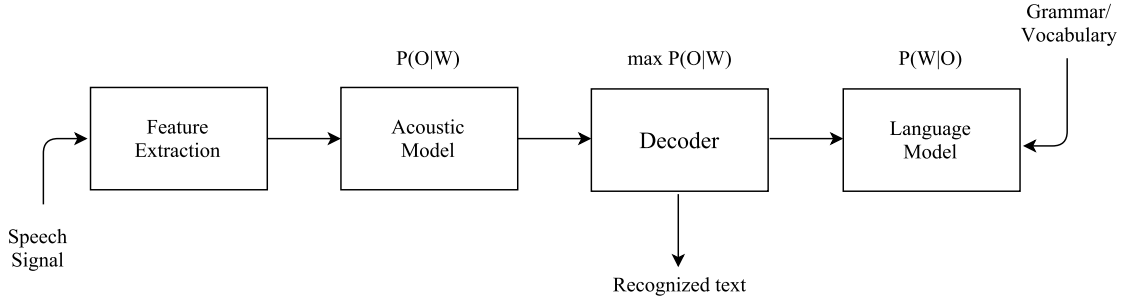 Grammar/
Vocabulary
P(O|W)
max P(O|W)
P(W|O)
Feature
Extraction
Acoustic
Model
Decoder
Language
Model
Speech
Signal
Recognized text